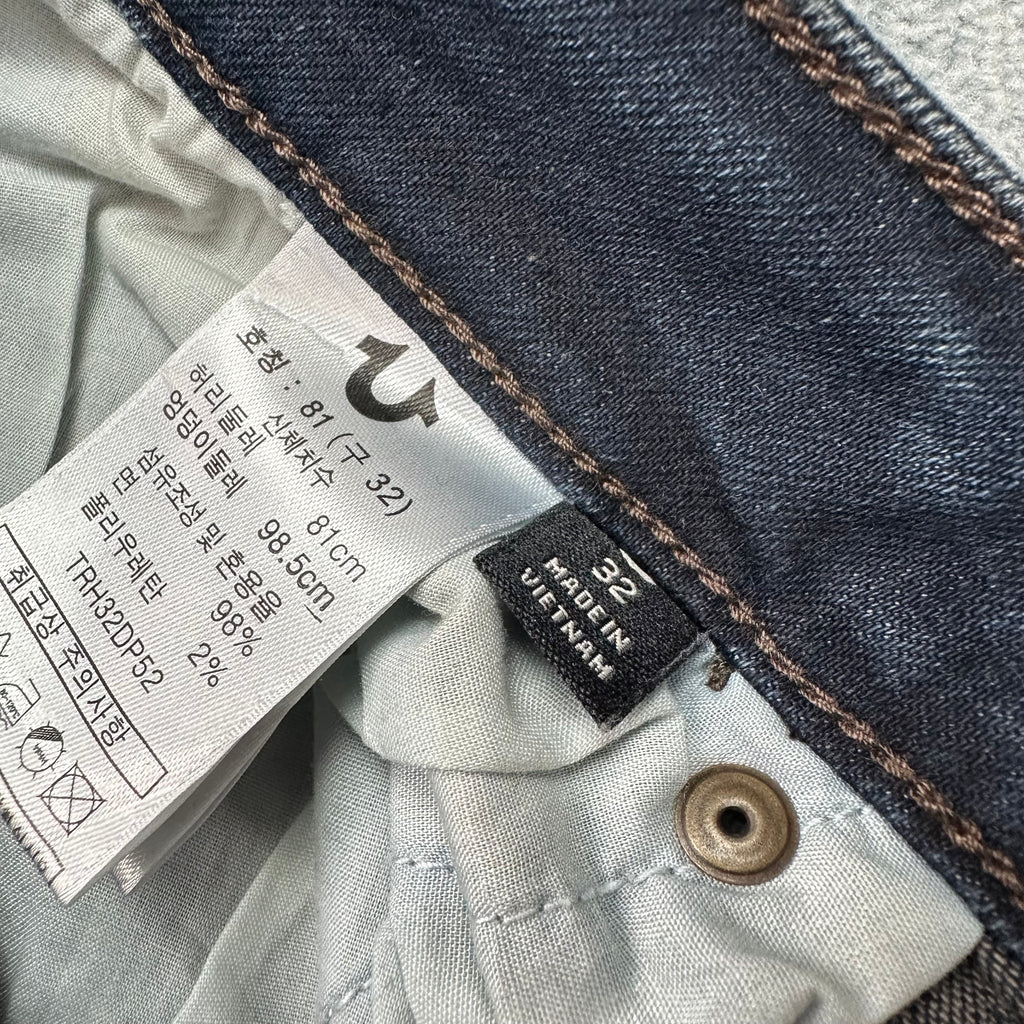 호칭 : 81 (구 32)
신체치수
허리둘레 81cm
엉덩이둘레 98.5cm
섬유조성 및 혼용율
면 98%
폴리우레탄 2%
TRH32DP52
취급상 주의사항
32
MADE IN
VIETNAM